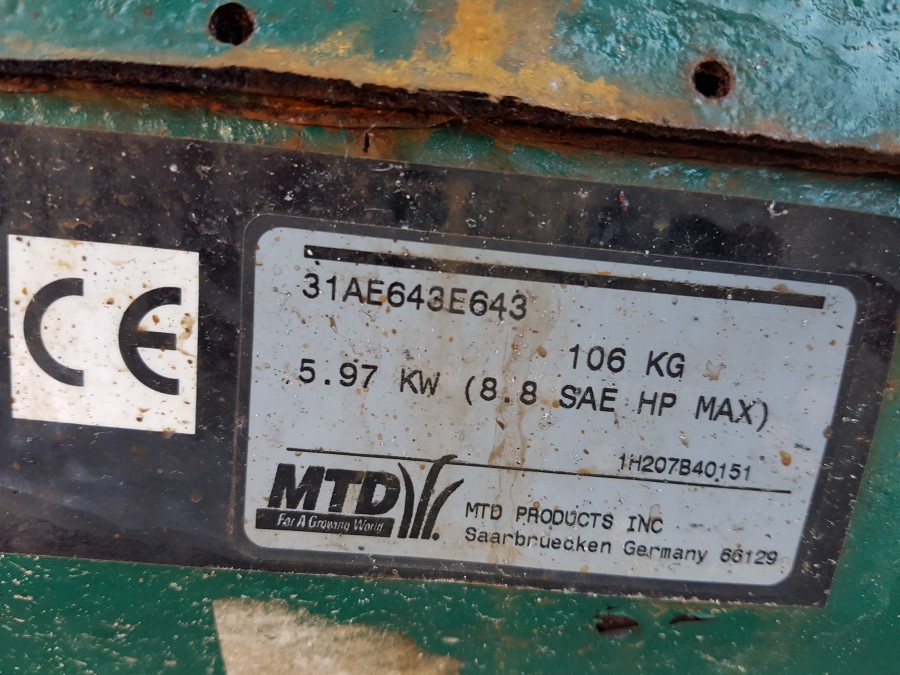 CE
31AE643E643
106 KG
5.97 KW (8.8 SAE HP MAX)
1H207B40151
MTD
For A Growing World
MTD PRODUCTS INC
Saarbruecken Germany 66129